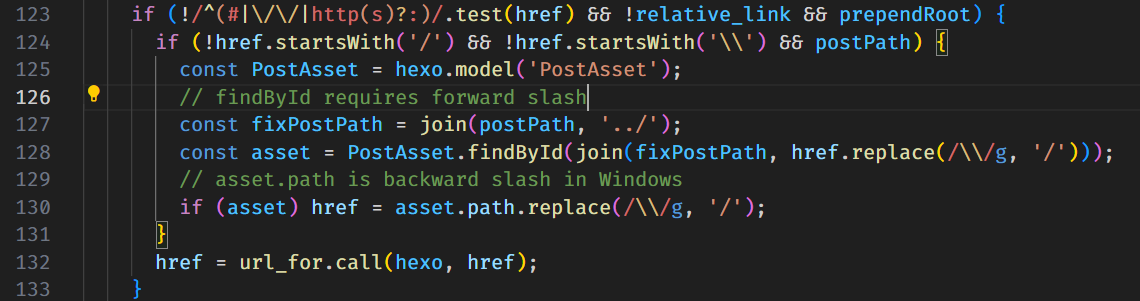 123 if (!/^(#|\/\/|http(s)?:)/.test(href) && !relative_link && prependRoot) {
124 if (!href.startsWith('/') && !href.startsWith('\\') && postPath) {
125 const PostAsset = hexo.model('PostAsset');
126 // findById requires forward slash
127 const fixPostPath = join(postPath, '../');
128 const asset = PostAsset.findById(join(fixPostPath, href.replace(/\\/g, '/')));
129 // asset.path is backward slash in Windows
130 if (asset) href = asset.path.replace(/\\/g, '/');
131 }
132 href = url_for.call(hexo, href);
133 }